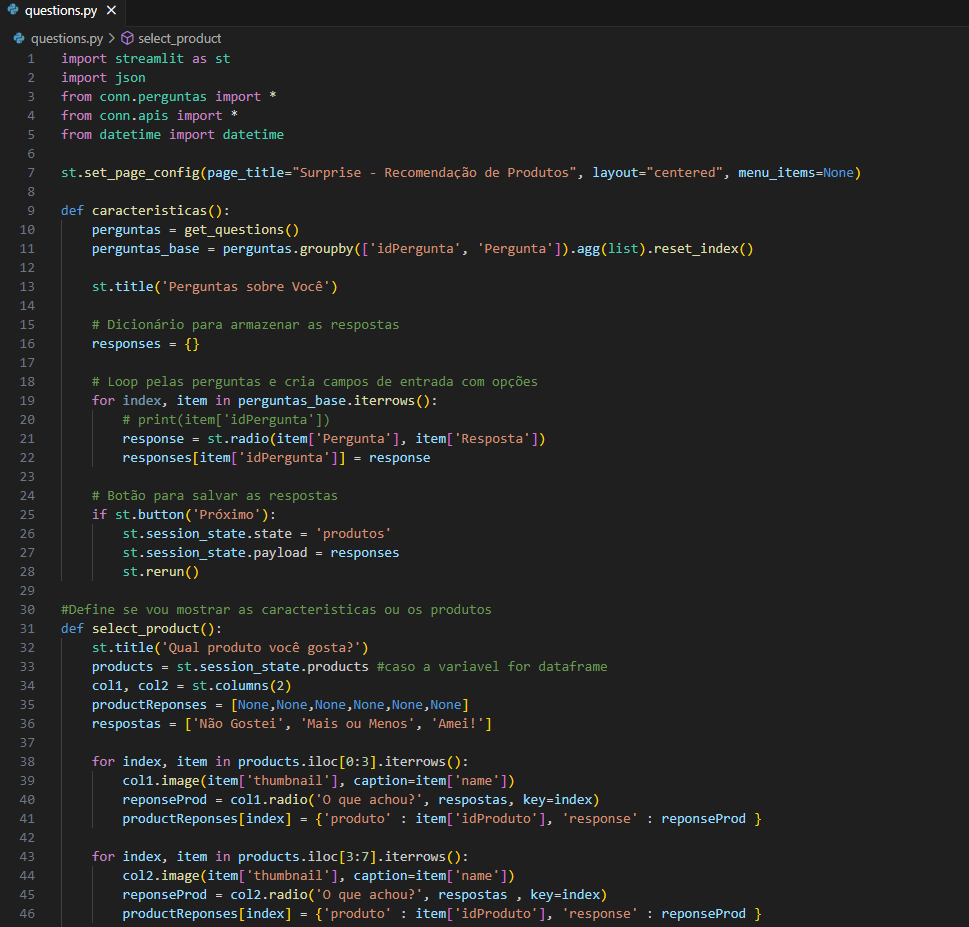 questions.py
questions.py > select_product
1 import streamlit as st
2 import json
3 from conn.perguntas import *
4 from conn.apis import *
5 from datetime import datetime
6
7 st.set_page_config(page_title="Surprise - Recomendação de Produtos", layout="centered", menu_items=None)
8
9 def caracteristicas():
10     perguntas = get_questions()
11     perguntas_base = perguntas.groupby(['idPergunta', 'Pergunta']).agg(list).reset_index()
12
13     st.title('Perguntas sobre Você')
14
15     # Dicionário para armazenar as respostas
16     responses = {}
17
18     # Loop pelas perguntas e cria campos de entrada com opções
19     for index, item in perguntas_base.iterrows():
20         # print(item['idPergunta'])
21         response = st.radio(item['Pergunta'], item['Resposta'])
22         responses[item['idPergunta']] = response
23
24     # Botão para salvar as respostas
25     if st.button('Próximo'):
26         st.session_state.state = 'produtos'
27         st.session_state.payload = responses
28         st.rerun()
29
30 #Define se vou mostrar as caracteristicas ou os produtos
31 def select_product():
32     st.title('Qual produto você gosta?')
33     products = st.session_state.products #caso a variavel for dataframe
34     col1, col2 = st.columns(2)
35     productReponses = [None,None,None,None,None,None]
36     respostas = ['Não Gostei', 'Mais ou Menos', 'Amei!']
37
38     for index, item in products.iloc[0:3].iterrows():
39         col1.image(item['thumbnail'], caption=item['name'])
40         reponseProd = col1.radio('O que achou?', respostas, key=index)
41         productReponses[index] = {'produto' : item['idProduto'], 'response' : reponseProd }
42
43     for index, item in products.iloc[3:7].iterrows():
44         col2.image(item['thumbnail'], caption=item['name'])
45         reponseProd = col2.radio('O que achou?', respostas , key=index)
46         productReponses[index] = {'produto' : item['idProduto'], 'response' : reponseProd }